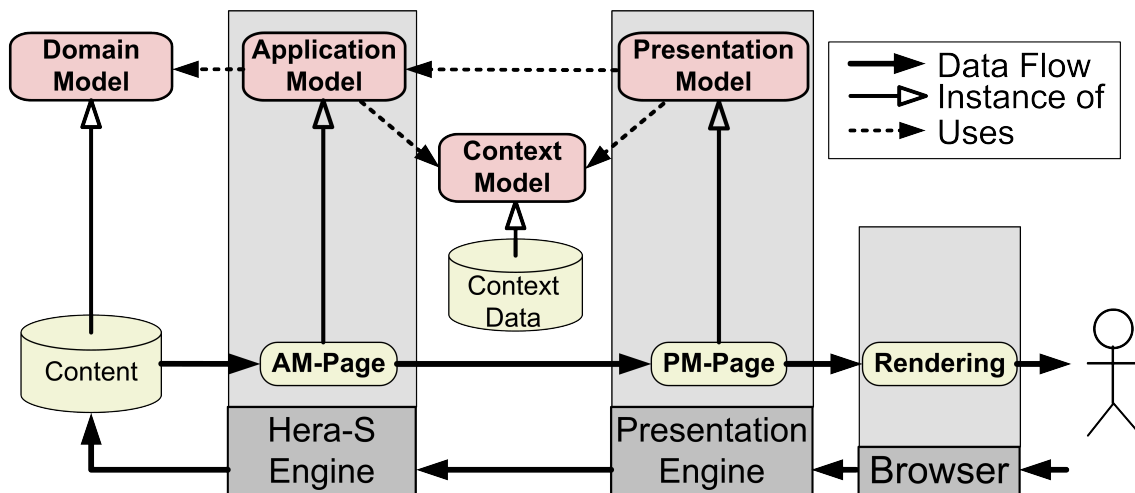 Domain
Model
Application
Model
Presentation
Model
Data Flow
Instance of
Uses
Context
Model
Context
Data
Content
AM-Page
PM-Page
Rendering
Hera-S
Engine
Presentation
Engine
Browser